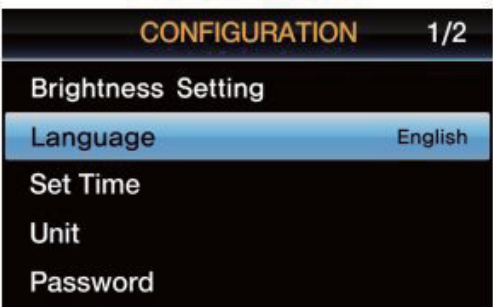 CONFIGURATION 1/2
Brightness Setting
Language English
Set Time
Unit
Password